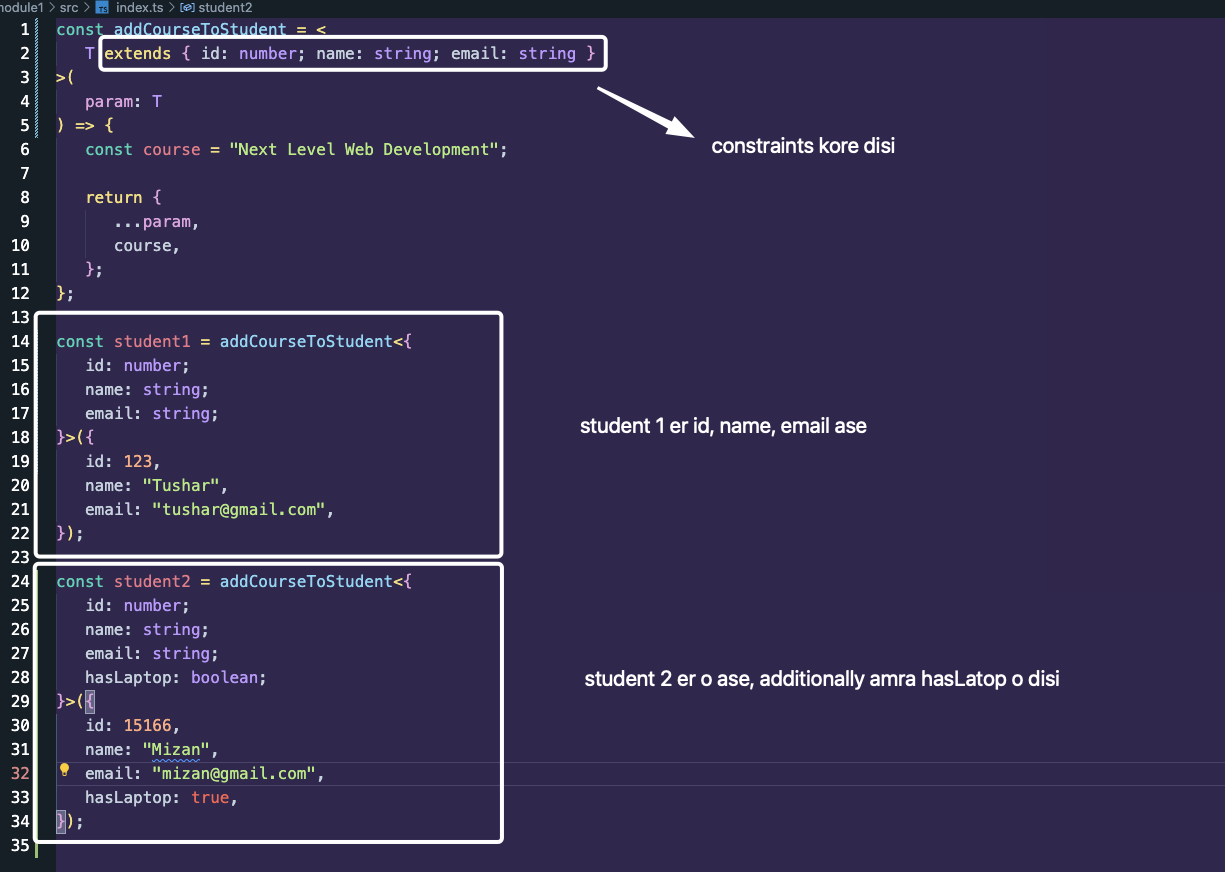 module1 > src > TS index.ts > student2
1 const addCourseToStudent = <
2 T extends { id: number; name: string; email: string }
3 >(
4 param: T
5 ) => {
constraints kore disi
6 const course = "Next Level Web Development";
7
8 return {
9 ...param,
10 course,
11 };
12 };
13
14 const student1 = addCourseToStudent<{
15 id: number;
16 name: string;
17 email: string;
student 1 er id, name, email ase
18 }>({
19 id: 123,
20 name: "Tushar",
21 email: "tushar@gmail.com",
22 });
23
24 const student2 = addCourseToStudent<{
25 id: number;
26 name: string;
27 email: string;
28 hasLaptop: boolean;
student 2 er o ase, additionally amra hasLatop o disi
29 }>({
30 id: 15166,
31 name: "Mizan",
32 email: "mizan@gmail.com",
33 hasLaptop: true,
34 });
35